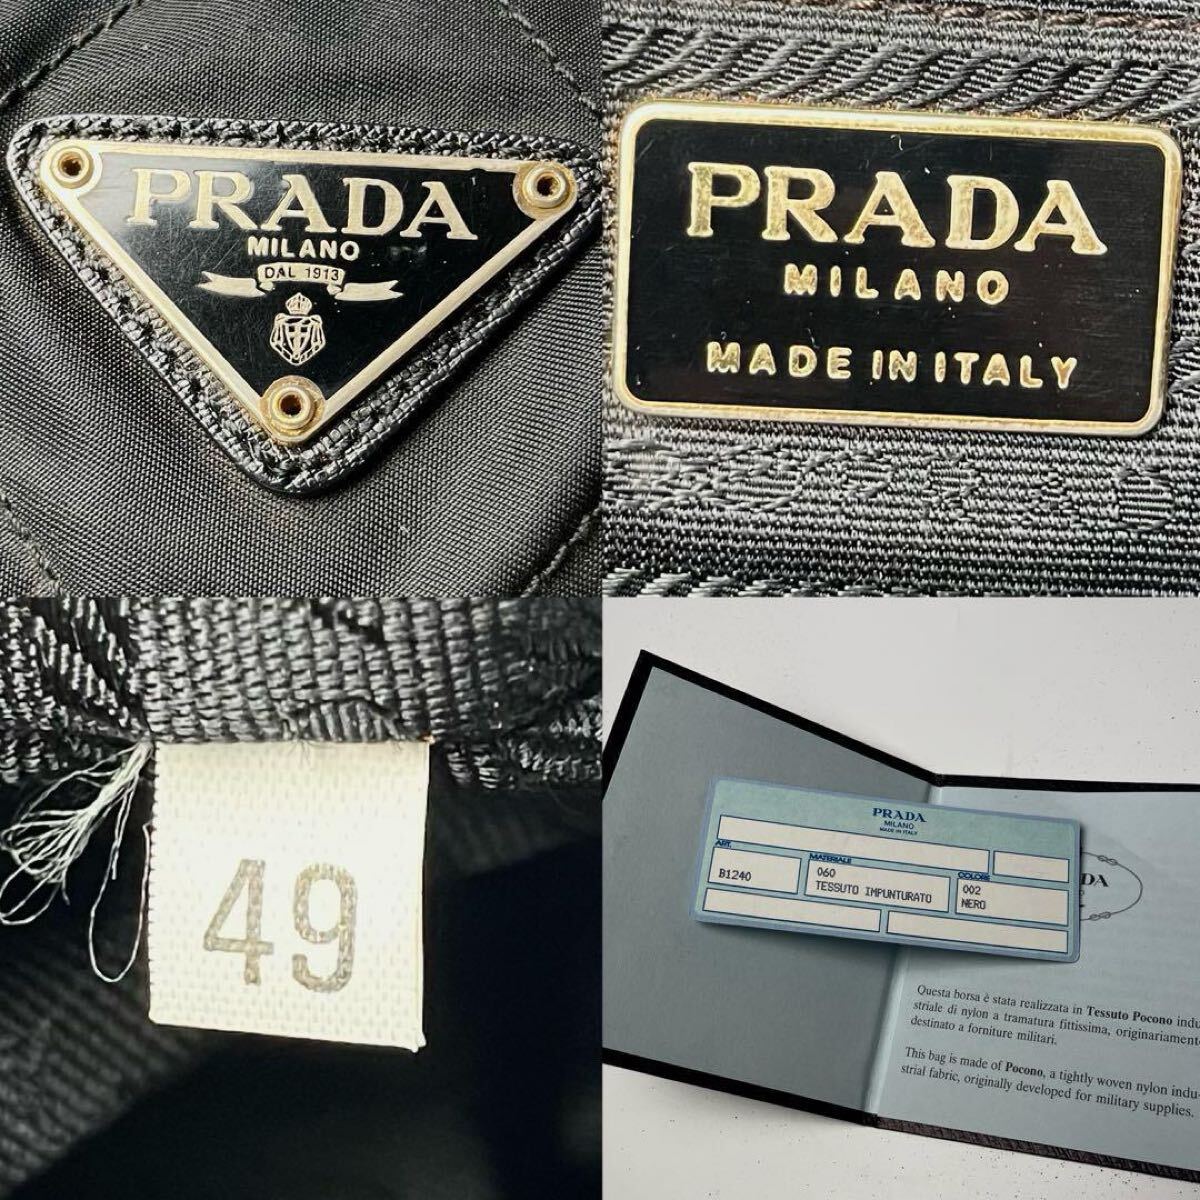 PRADA
MILANO
DAL 1913
PRADA
MILANO
MADE IN ITALY
49
PRADA
MILANO
MADE IN ITALY
ART.
MATERIALE
COLORE
B1240
060
TESSUTO IMPUNTURATO
002
NERO
DA
Questa borsa è stata realizzata in Tessuto Pocono indu-
striale di nylon a tramatura fittissima, originariament
destinato a forniture militari.
This bag is made of Pocono, a tightly woven nylon indu-
strial fabric, originally developed for military supplies.